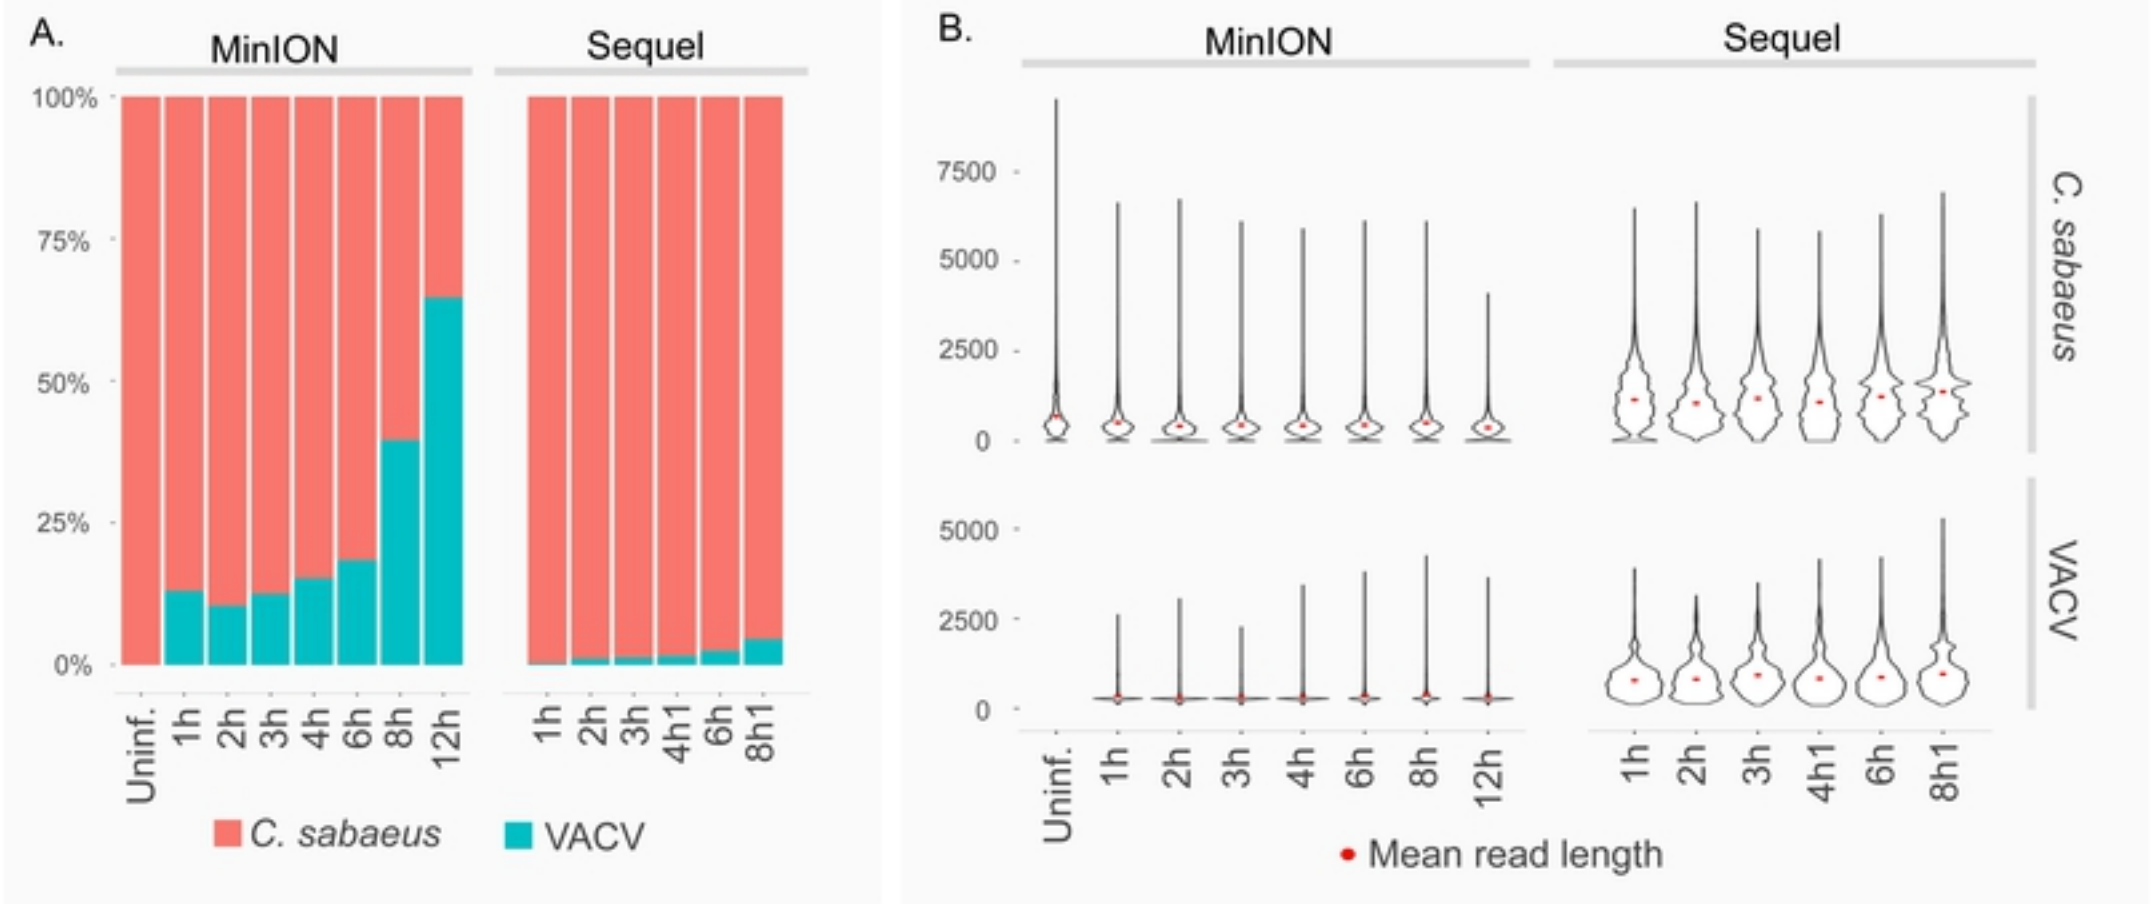 A.
MinION
Sequel
100%
75%
50%
25%
0%
Uninf. 1h 2h 3h 4h 6h 8h 12h
1h 2h 3h 4h1 6h 8h1
C. sabaeus
VACV
B.
MinION
Sequel
7500
5000
2500
0
C. sabaeus
5000
2500
0
VACV
Uninf. 1h 2h 3h 4h 6h 8h 12h
1h 2h 3h 4h1 6h 8h1
Mean read length